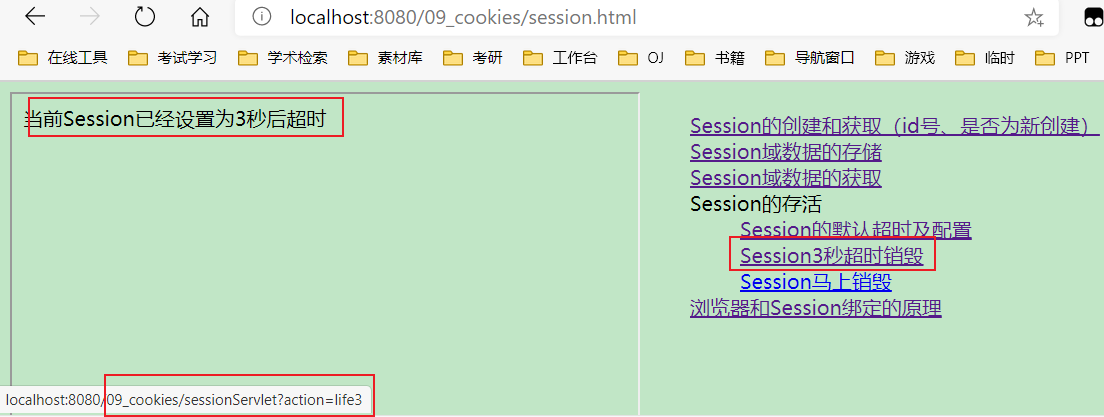 localhost:8080/09_cookies/session.html
在线工具 考试学习 学术检索 素材库 考研 工作台 OJ 书籍 导航窗口 游戏 临时 PPT
当前Session已经设置为3秒后超时
Session的创建和获取（id号、是否为新创建）
Session域数据的存储
Session域数据的获取
Session的存活
Session的默认超时及配置
Session3秒超时销毁
Session马上销毁
浏览器和Session绑定的原理
localhost:8080/09_cookies/sessionServlet?action=life3